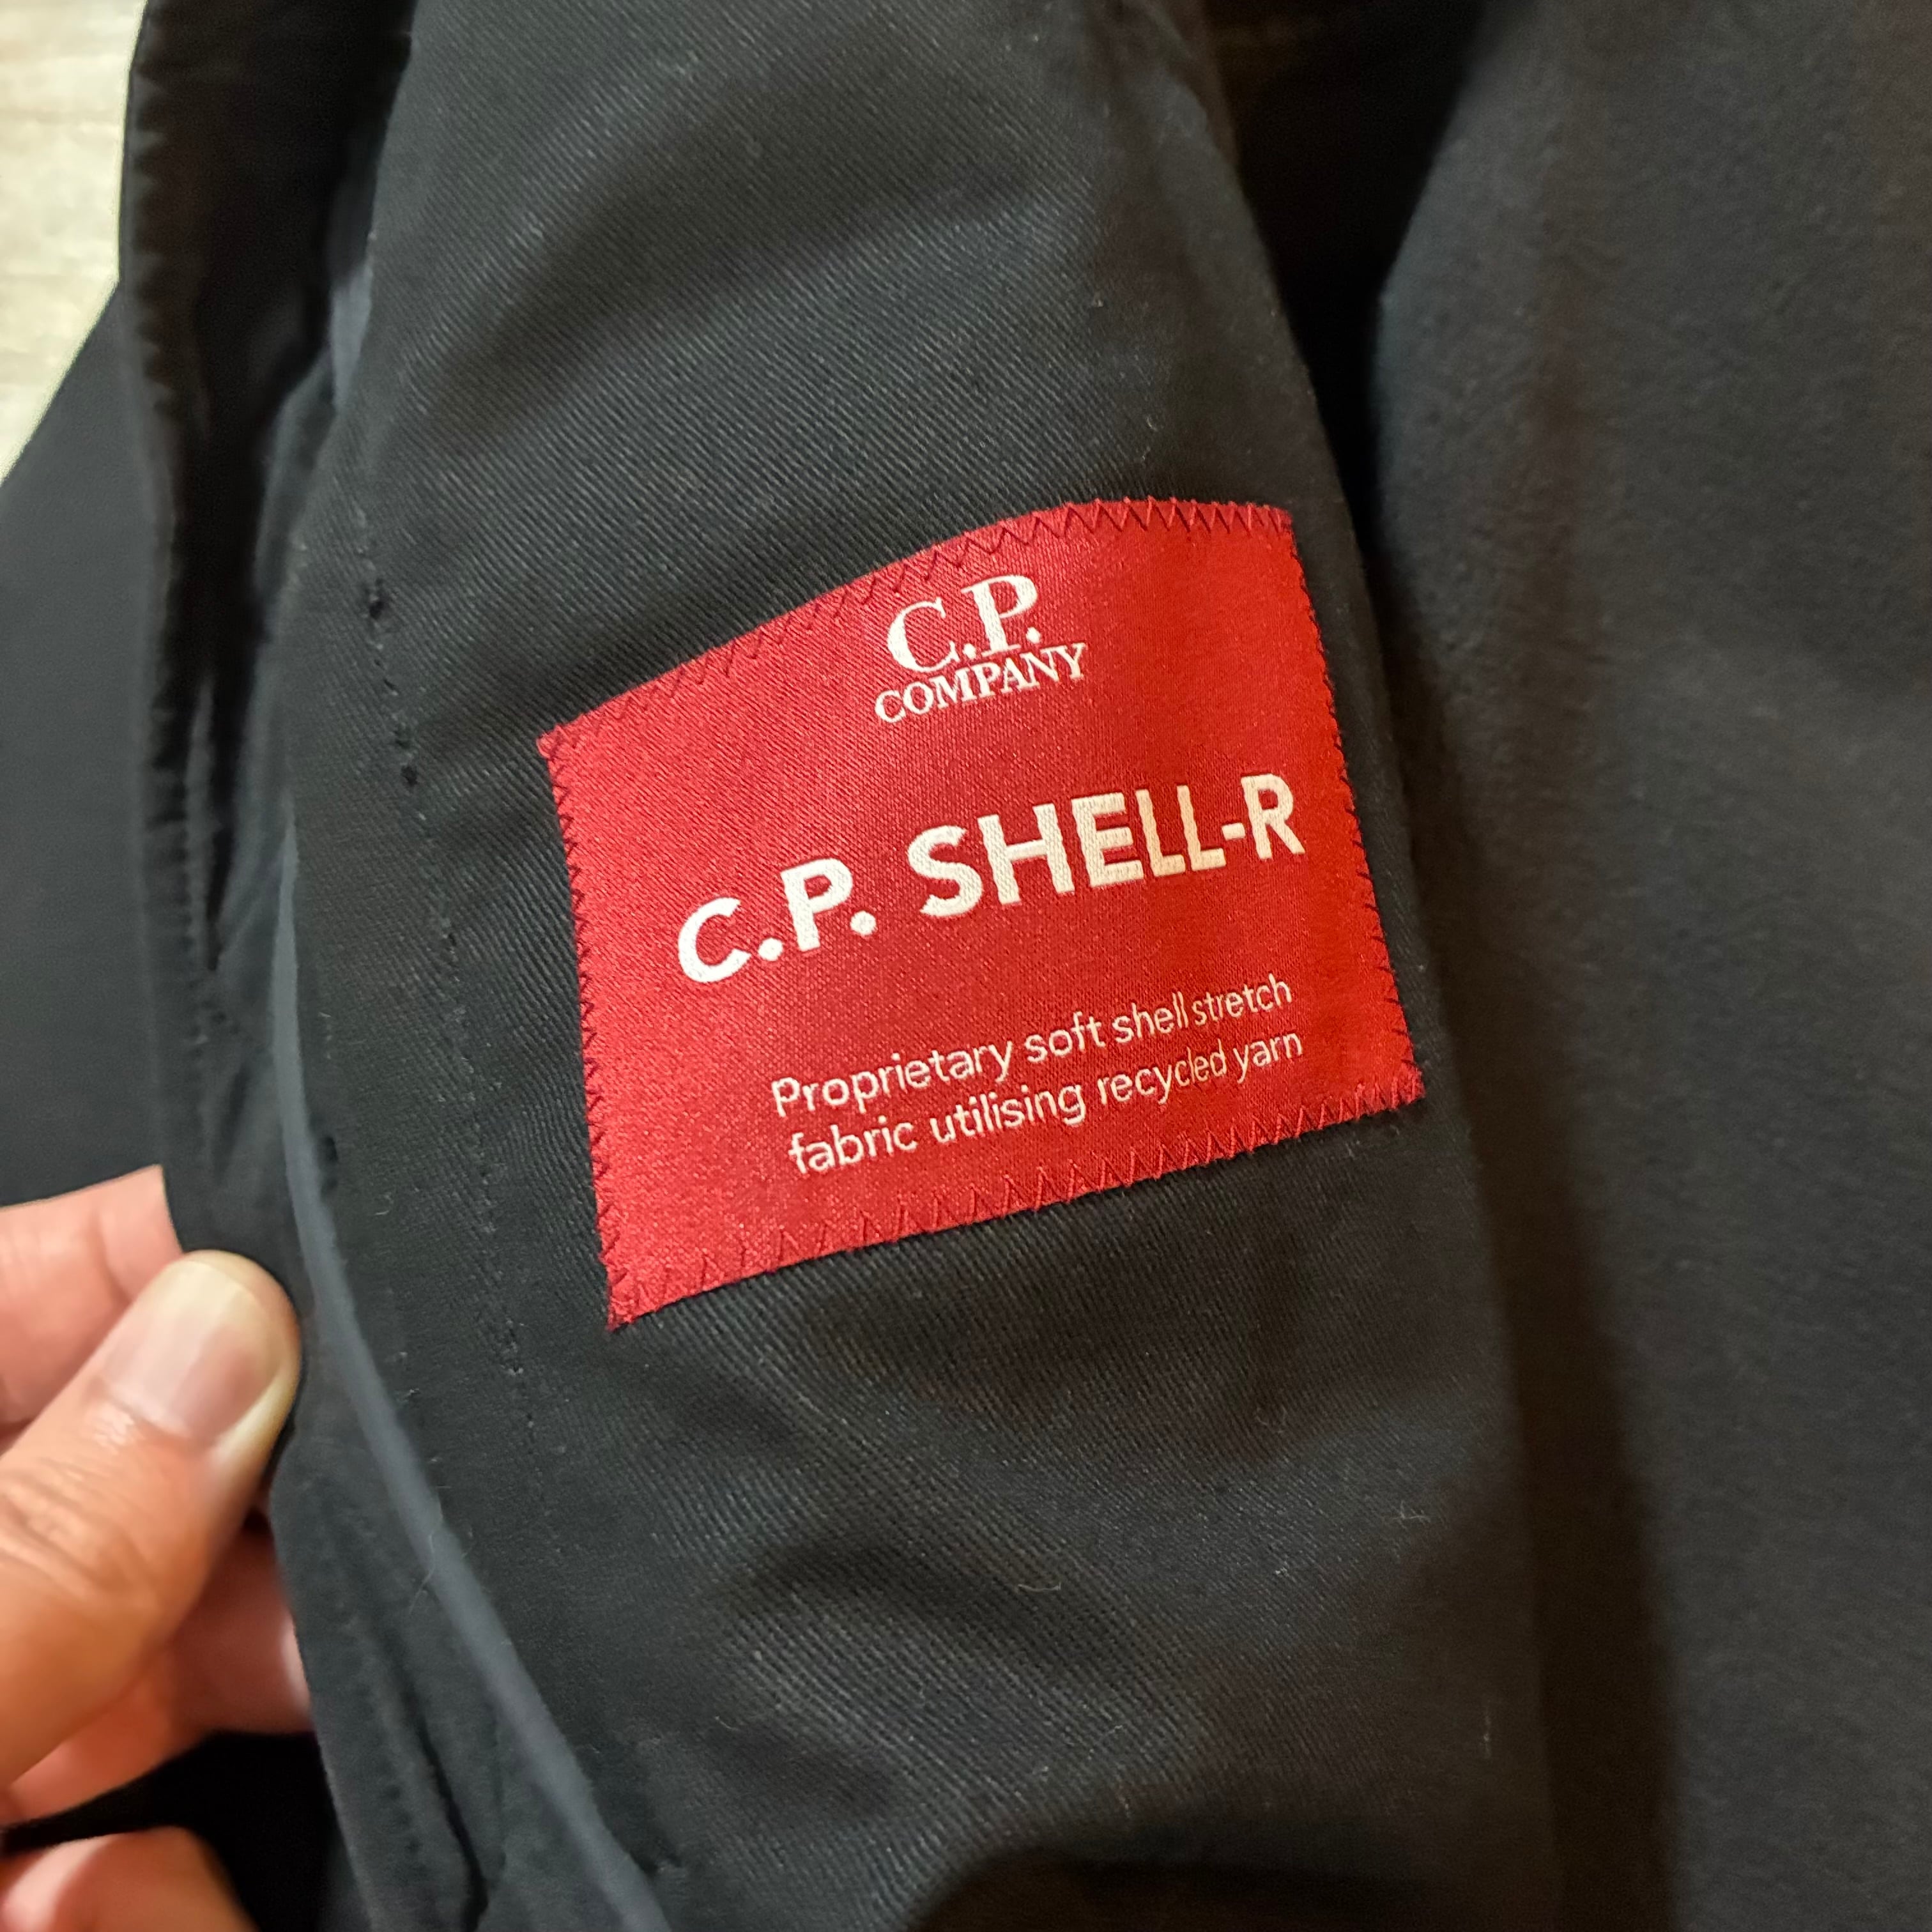 C.P.
COMPANY
C.P. SHELL-R
Proprietary soft shell stretch
fabric utilising recycled yarn